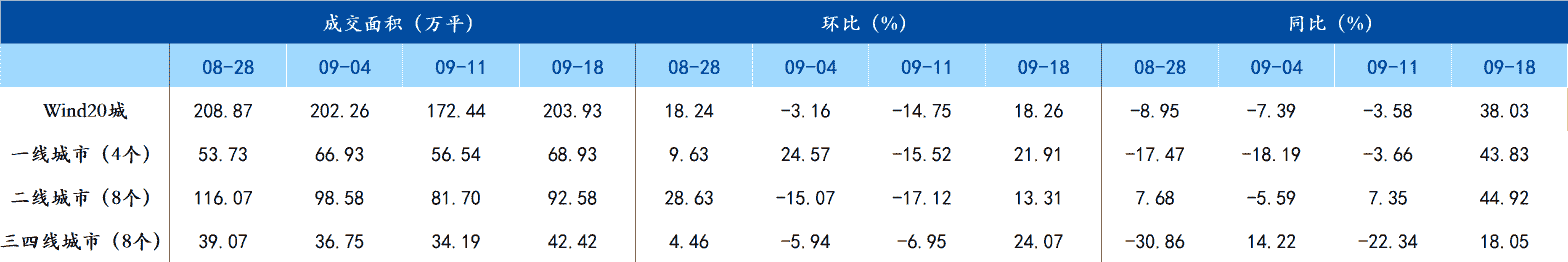 成交面积（万平） 环比（%） 同比（%）
08-28 09-04 09-11 09-18 08-28 09-04 09-11 09-18 08-28 09-04 09-11 09-18
Wind20城 208.87 202.26 172.44 203.93 18.24 -3.16 -14.75 18.26 -8.95 -7.39 -3.58 38.03
一线城市（4个） 53.73 66.93 56.54 68.93 9.63 24.57 -15.52 21.91 -17.47 -18.19 -3.66 43.83
二线城市（8个） 116.07 98.58 81.70 92.58 28.63 -15.07 -17.12 13.31 7.68 -5.59 7.35 44.92
三四线城市（8个） 39.07 36.75 34.19 42.42 4.46 -5.94 -6.95 24.07 -30.86 14.22 -22.34 18.05